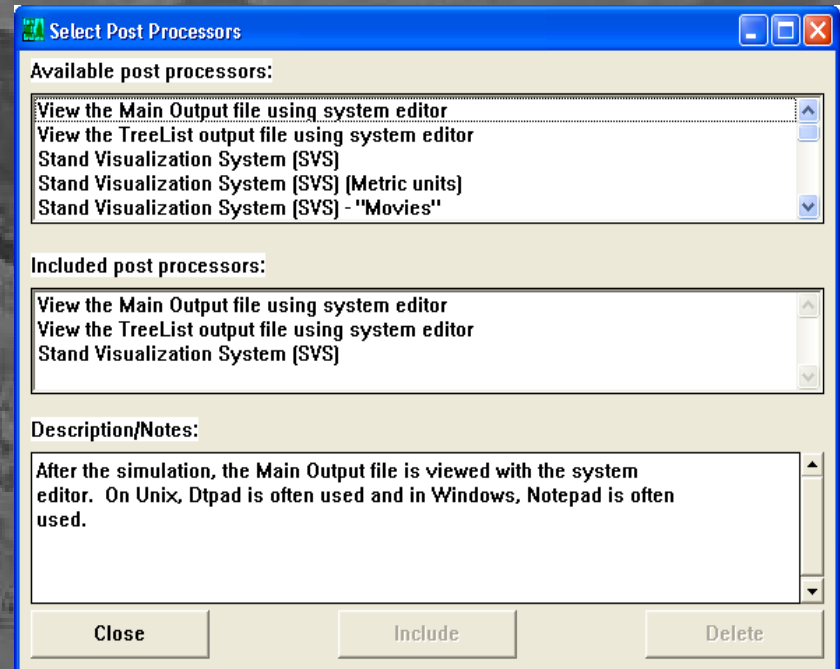 Select Post Processors
Available post processors:
View the Main Output file using system editor
View the TreeList output file using system editor
Stand Visualization System (SVS)
Stand Visualization System (SVS) (Metric units)
Stand Visualization System (SVS) - "Movies"
Included post processors:
View the Main Output file using system editor
View the TreeList output file using system editor
Stand Visualization System (SVS)
Description/Notes:
After the simulation, the Main Output file is viewed with the system
editor.  On Unix, Dtpad is often used and in Windows, Notepad is often
used.
Close Include Delete